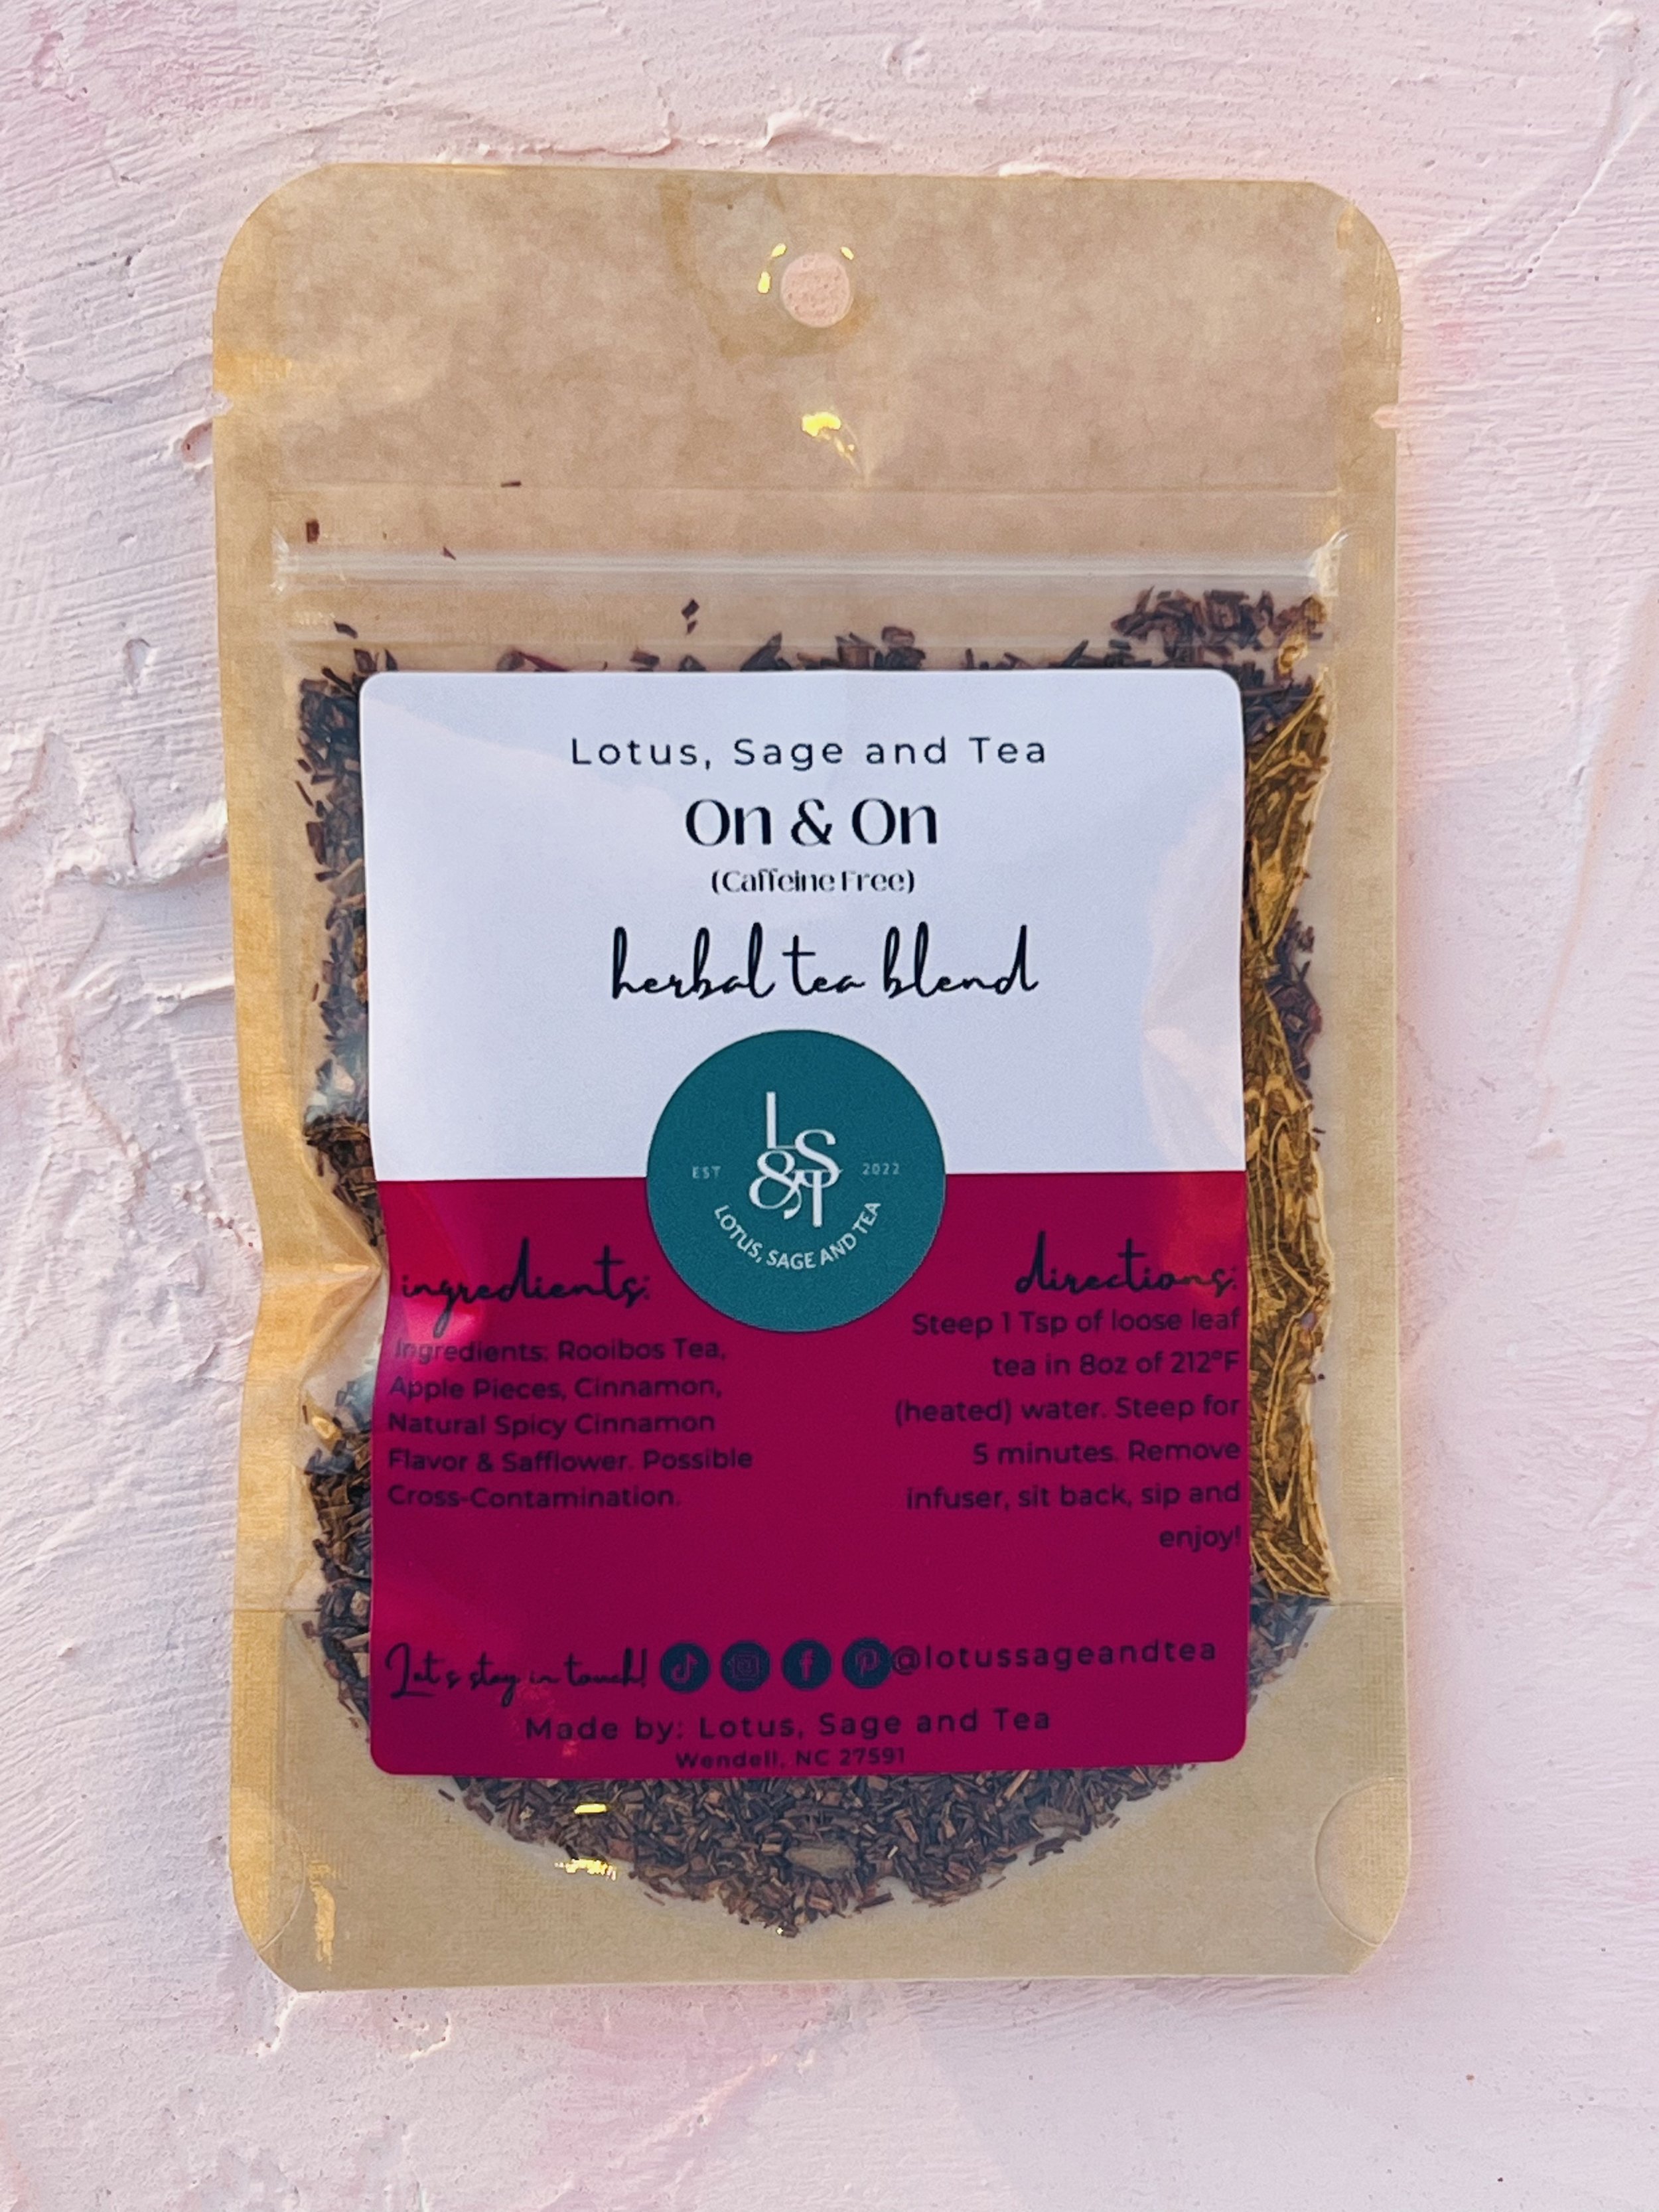 Lotus, Sage and Tea
On & On
(Caffeine Free)
herbal tea blend
LS&T
EST 2022
LOTUS, SAGE AND TEA
ingredients:
Ingredients: Rooibos Tea,
Apple Pieces, Cinnamon,
Natural Spicy Cinnamon
Flavor & Safflower. Possible
Cross-Contamination.
directions:
Steep 1 Tsp of loose leaf
tea in 8oz of 212°F
(heated) water. Steep for
5 minutes. Remove
infuser, sit back, sip and
enjoy!
Let's stay in touch! @lotussageandtea
Made by: Lotus, Sage and Tea
Wendell, NC 27591